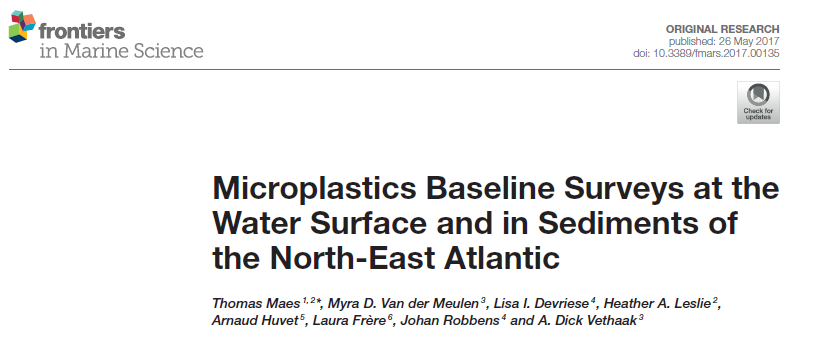 frontiers
in Marine Science
ORIGINAL RESEARCH
published: 26 May 2017
doi: 10.3389/fmars.2017.00135
Check for
updates
Microplastics Baseline Surveys at the
Water Surface and in Sediments of
the North-East Atlantic
Thomas Maes 1, 2*, Myra D. Van der Meulen 3, Lisa I. Devriese 4, Heather A. Leslie 2,
Arnaud Huvet 5, Laura Frère 6, Johan Robbens 4 and A. Dick Vethaak 3